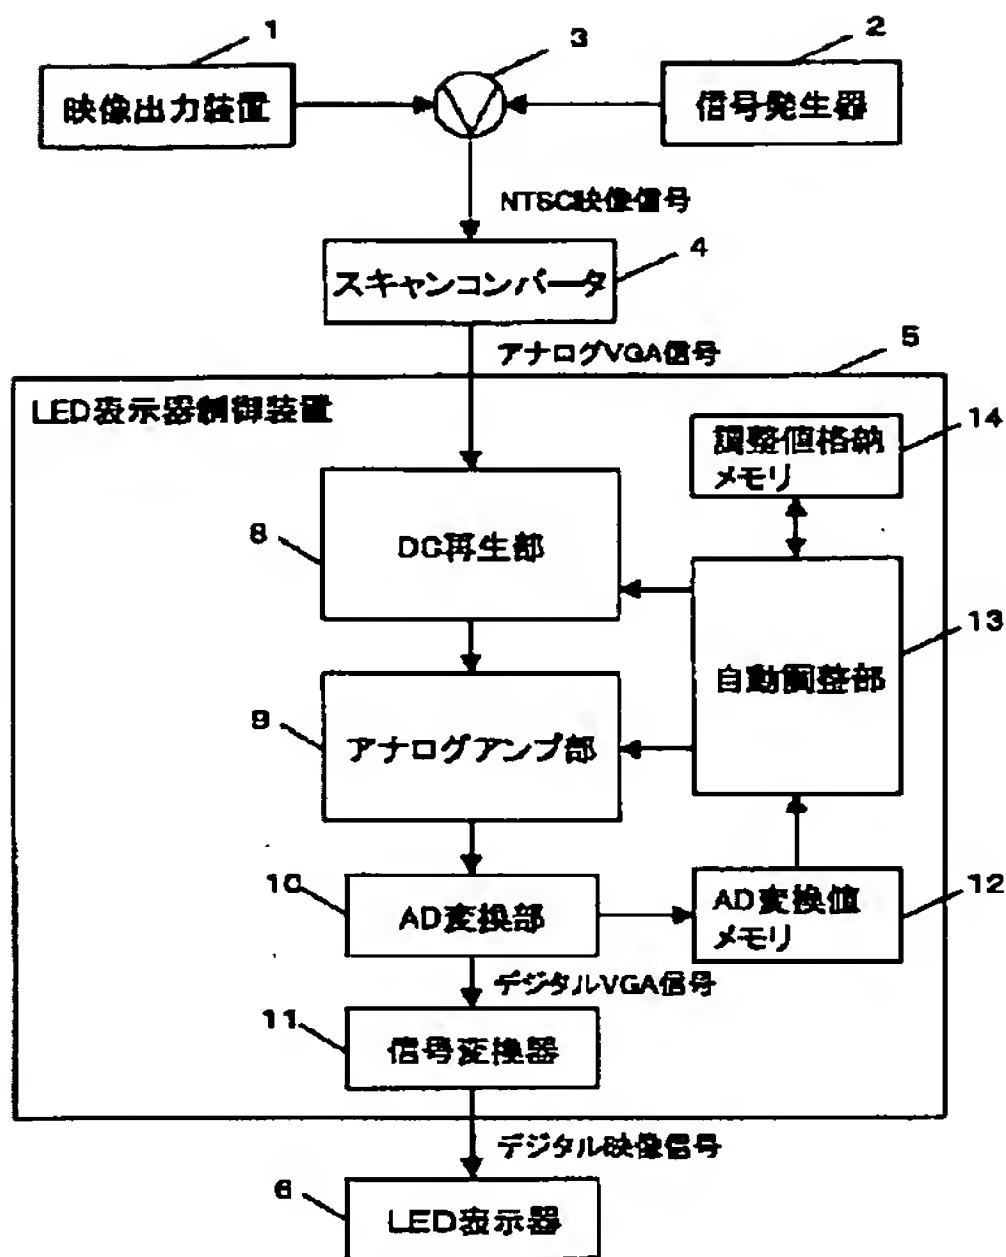 1
3
2
映像出力装置
信号発生器
NTSC映像信号
4
スキャンコンバータ
アナログVGA信号
5
LED表示器制御装置
14
調整値格納
メモリ
8
DC再生部
13
自動調整部
9
アナログアンプ部
10
AD変換部
12
AD変換値
メモリ
デジタルVGA信号
11
信号変換器
デジタル映像信号
6
LED表示器